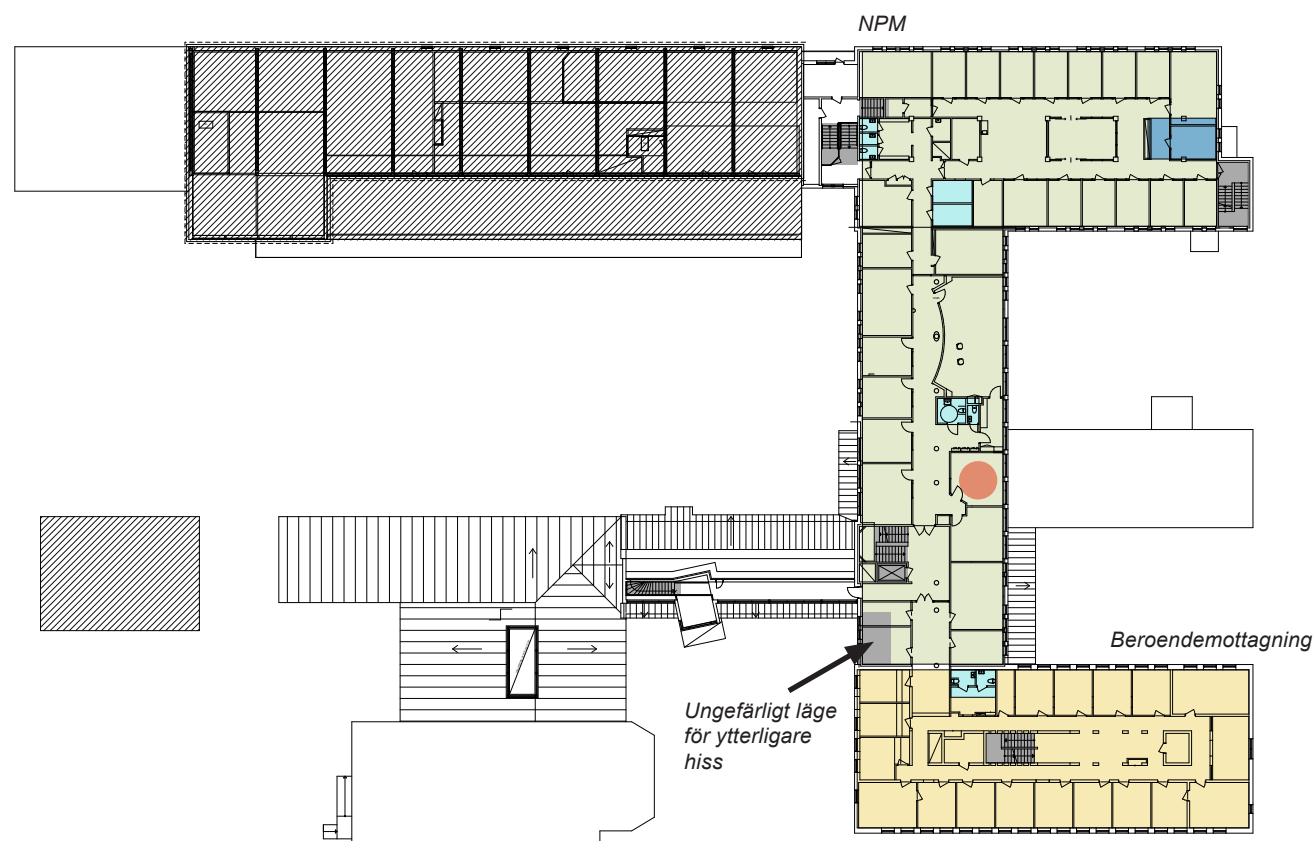 NPM
Beroendemottagning
Ungefärligt läge
för ytterligare
hiss